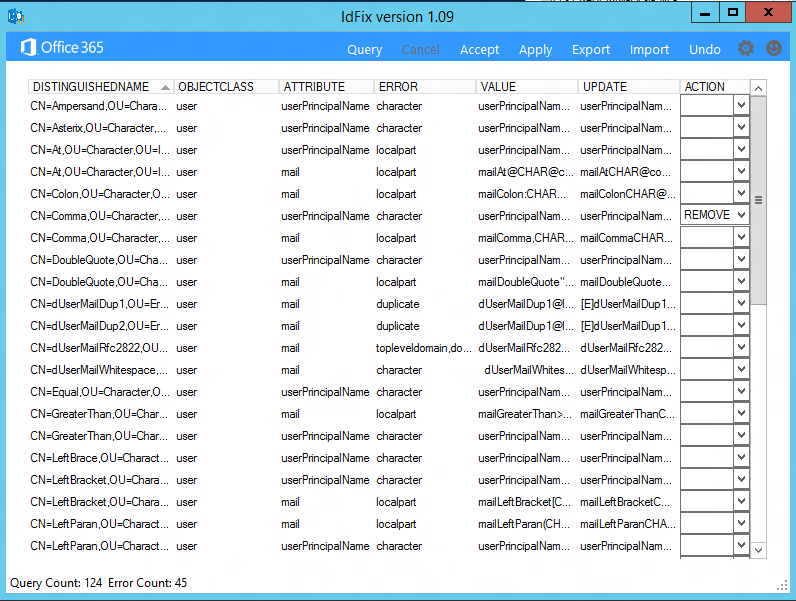 IdFix version 1.09
Office 365 Query Cancel Accept Apply Export Import Undo
DISTINGUISHEDNAME OBJECTCLASS ATTRIBUTE ERROR VALUE UPDATE ACTION
CN=Ampersand,OU=Chara... user userPrincipalName character userPrincipalNam... userPrincipalNam...
CN=Asterix,OU=Character,... user userPrincipalName character userPrincipalNam... userPrincipalNam...
CN=At,OU=Character,OU=I... user userPrincipalName localpart userPrincipalNam... userPrincipalNam...
CN=At,OU=Character,OU=I... user mail localpart mailAt@CHAR@c... mailAtCHAR@co...
CN=Colon,OU=Character,O... user mail localpart mailColon:CHAR... mailColonCHAR@...
CN=Comma,OU=Character,... user userPrincipalName character userPrincipalNam... userPrincipalNam... REMOVE
CN=Comma,OU=Character,... user mail localpart mailComma,CHAR... mailCommaCHAR...
CN=DoubleQuote,OU=Cha... user userPrincipalName character userPrincipalNam... userPrincipalNam...
CN=DoubleQuote,OU=Cha... user mail localpart mailDoubleQuote"... mailDoubleQuote...
CN=dUserMailDup1,OU=Er... user mail duplicate dUserMailDup1@l... [E]dUserMailDup1...
CN=dUserMailDup2,OU=Er... user mail duplicate dUserMailDup1@l... [E]dUserMailDup1...
CN=dUserMailRfc2822,OU... user mail topleveldomain,do... dUserMailRfc282... dUserMailRfc282...
CN=dUserMailWhitespace,... user mail character dUserMailWhites... dUserMailWhitesp...
CN=Equal,OU=Character,O... user userPrincipalName character userPrincipalNam... userPrincipalNam...
CN=GreaterThan,OU=Char... user mail localpart mailGreaterThan>... mailGreaterThanC...
CN=GreaterThan,OU=Char... user userPrincipalName character userPrincipalNam... userPrincipalNam...
CN=LeftBrace,OU=Charact... user userPrincipalName character userPrincipalNam... userPrincipalNam...
CN=LeftBracket,OU=Chara... user userPrincipalName character userPrincipalNam... userPrincipalNam...
CN=LeftBracket,OU=Chara... user mail localpart mailLeftBracket[C... mailLeftBracketC...
CN=LeftParan,OU=Charact... user mail localpart mailLeftParan(CH... mailLeftParanCHA...
CN=LeftParan,OU=Charact... user userPrincipalName character userPrincipalNam... userPrincipalNam...
Query Count: 124 Error Count: 45